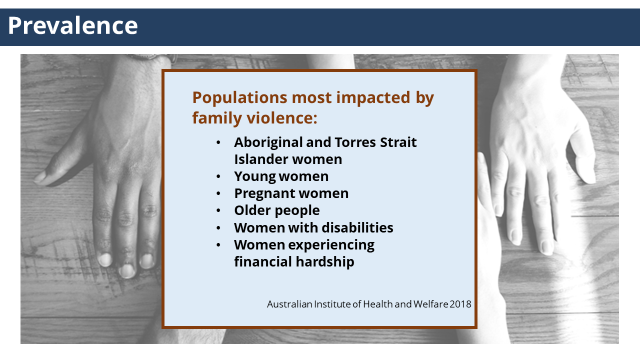 Prevalence
Populations most impacted by
family violence:
• Aboriginal and Torres Strait
Islander women
• Young women
• Pregnant women
• Older people
• Women with disabilities
• Women experiencing
financial hardship
Australian Institute of Health and Welfare 2018